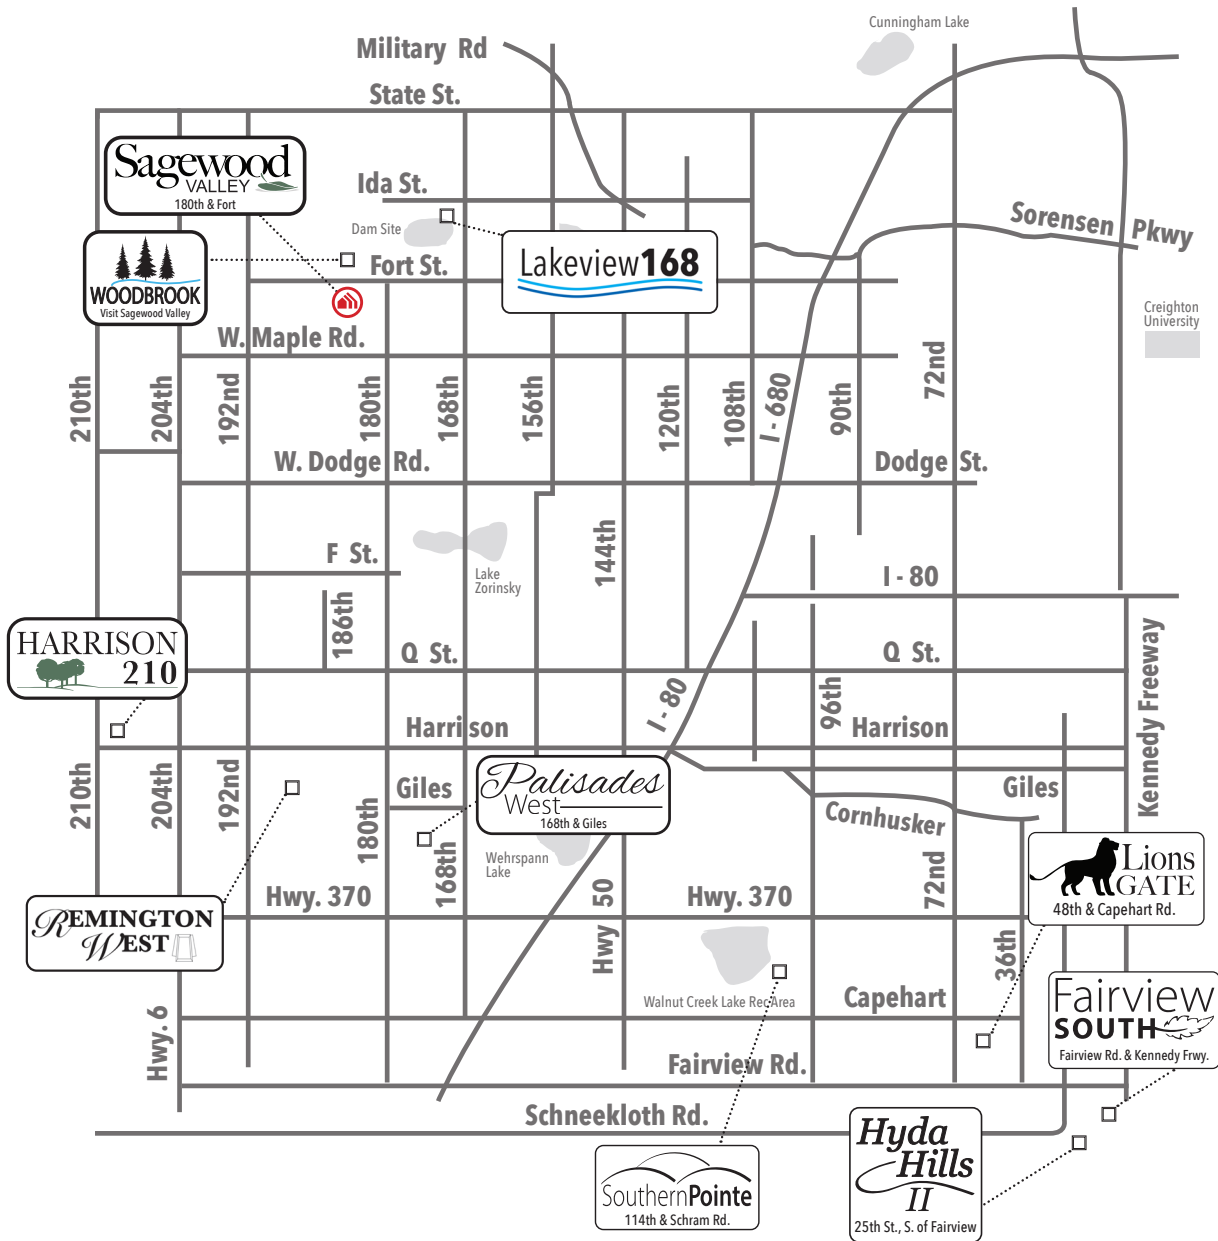 Cunningham Lake
Military Rd
State St.
Sagewood
VALLEY
180th & Fort
Ida St.
Dam Site
Sorensen Pkwy
WOODBROOK
Visit Sagewood Valley
Fort St.
Lakeview168
Creighton
University
W. Maple Rd.
210th
204th
192nd
180th
168th
156th
120th
108th
I - 680
90th
72nd
W. Dodge Rd.
Dodge St.
F St.
Lake
Zorinsky
144th
I - 80
186th
HARRISON
210
Q St.
Q St.
Kennedy Freeway
I - 80
96th
Harrison
Harrison
210th
204th
192nd
180th
Giles
168th
Palisades
West
168th & Giles
Giles
Cornhusker
Wehrspann
Lake
72nd
Lions
GATE
48th & Capehart Rd.
Hwy. 370
Hwy 50
Hwy. 370
REMINGTON
WEST
36th
Walnut Creek Lake RecArea
Capehart
Fairview
SOUTH
Fairview Rd. & Kennedy Frwy.
Hwy. 6
Fairview Rd.
Schneekloth Rd.
Hyda
Hills
II
25th St., S. of Fairview
SouthernPointe
114th & Schram Rd.